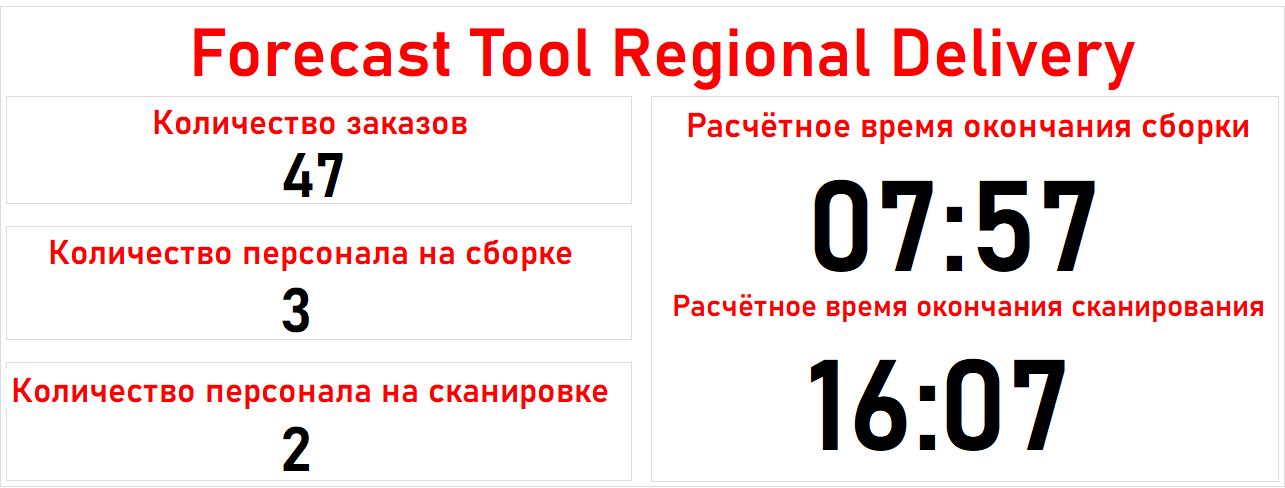 Forecast Tool Regional Delivery
Количество заказов
47
Количество персонала на сборке
3
Количество персонала на сканировке
2
Расчётное время окончания сборки
07:57
Расчётное время окончания сканирования
16:07